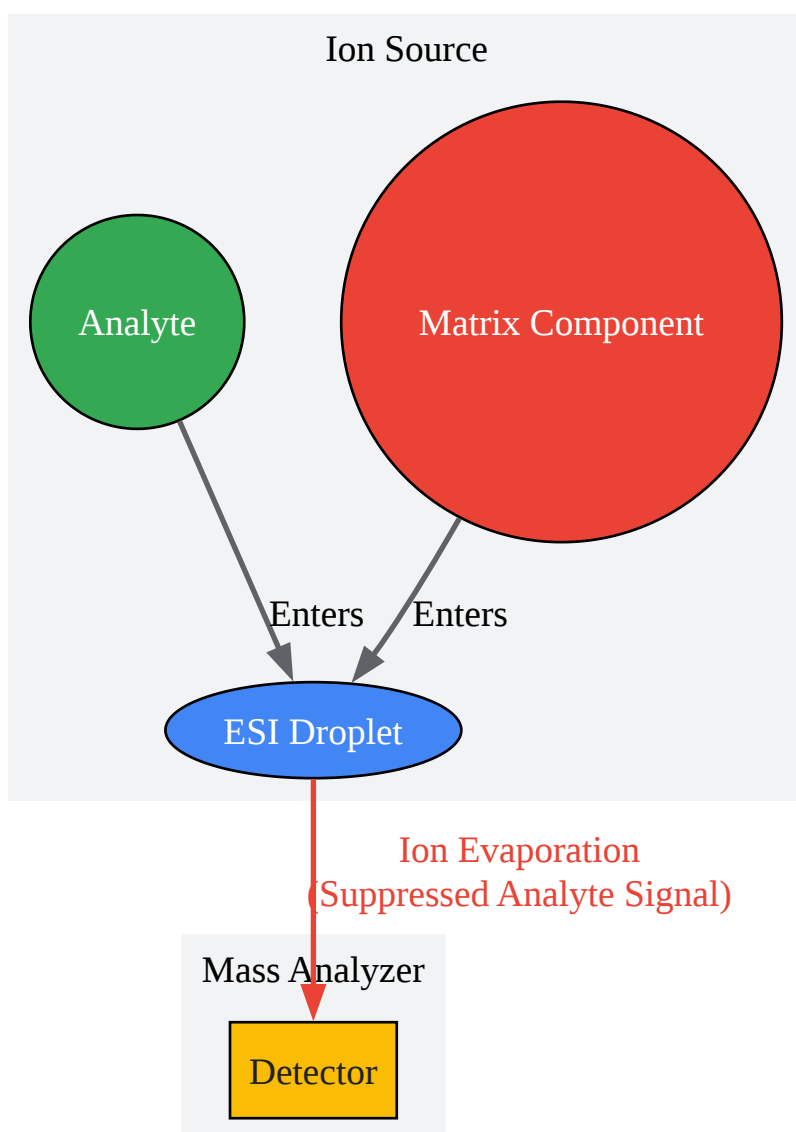 Ion Source
Analyte
Matrix Component
Enters
Enters
ESI Droplet
Ion Evaporation
(Suppressed Analyte Signal)
Mass Analyzer
Detector